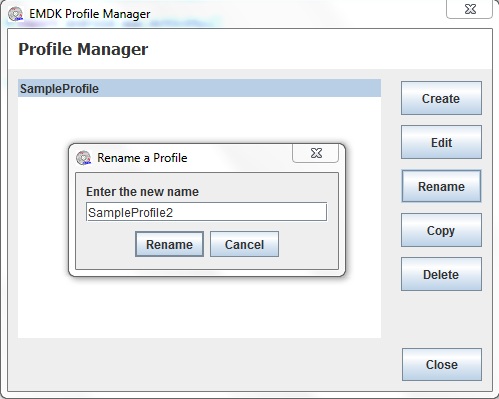 EMDK Profile Manager
Profile Manager
SampleProfile
Create
Edit
Rename
Copy
Delete
Close
Rename a Profile
Enter the new name
SampleProfile2
Rename Cancel